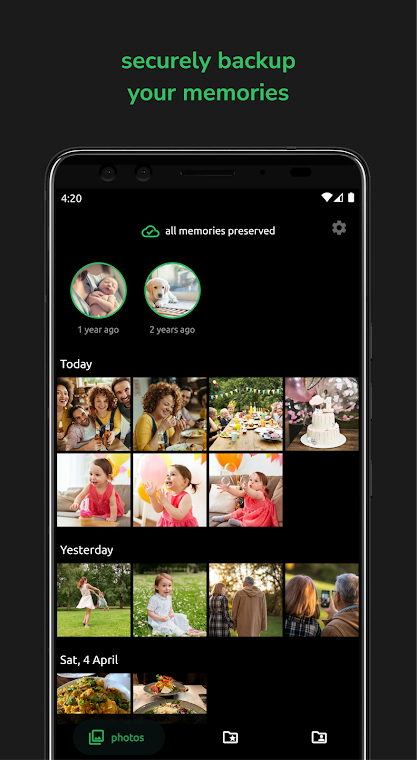 securely backup
your memories
4:20
all memories preserved
1 year ago
2 years ago
Today
Yesterday
Sat, 4 April
photos